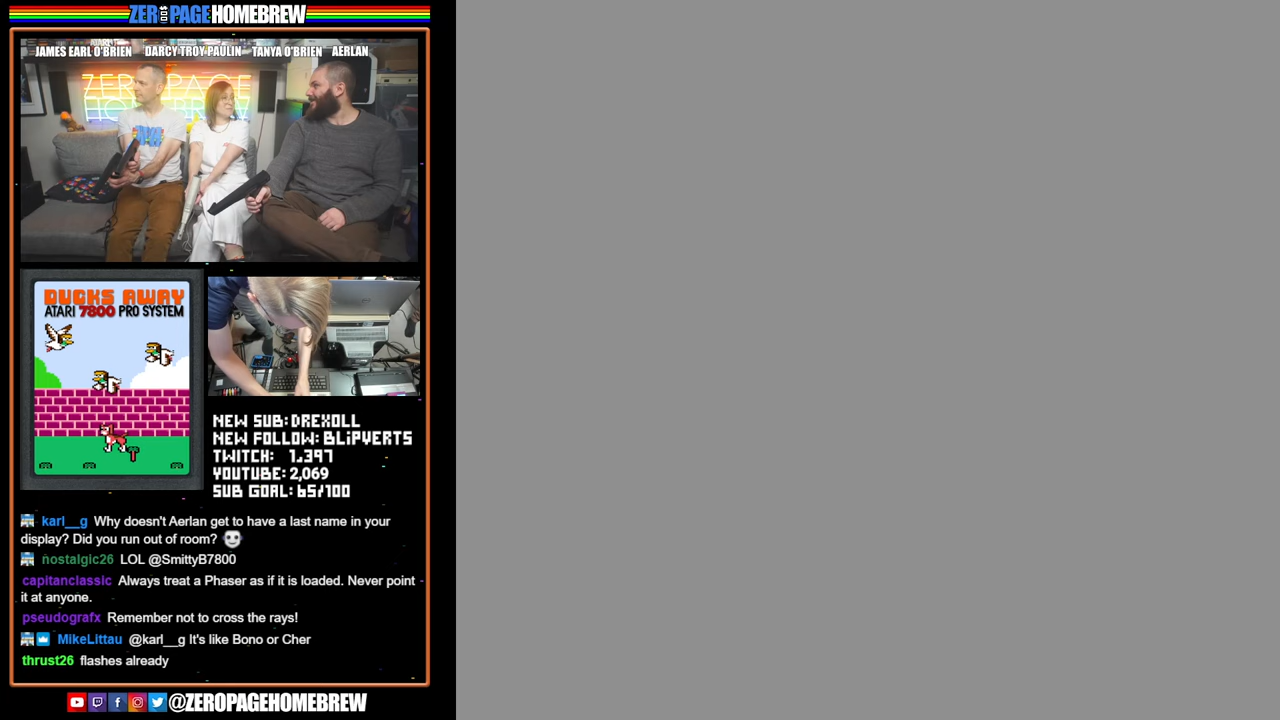 ZER PAGE HOMEBREW
JAMES EARL O'BRIEN DARCY TROY PAULIN TANYA O'BRIEN AERLAN
ZERO PAGE
HOMEBREW
DUCKS AWAY
ATARI 7800 PRO SYSTEM
NEW SUB: DREXOLL
NEW FOLLOW: BLIPVERTS
TWITCH: 1,397
YOUTUBE: 2,069
SUB GOAL: 65/100
karl__g Why doesn't Aerlan get to have a last name in your
display? Did you run out of room?
nostalgic26 LOL @SmittyB7800
capitanclassic Always treat a Phaser as if it is loaded. Never point
it at anyone.
pseudografx Remember not to cross the rays!
MikeLittau @karl__g It's like Bono or Cher
thrust26 flashes already
@ZEROPAGEHOMEBREW